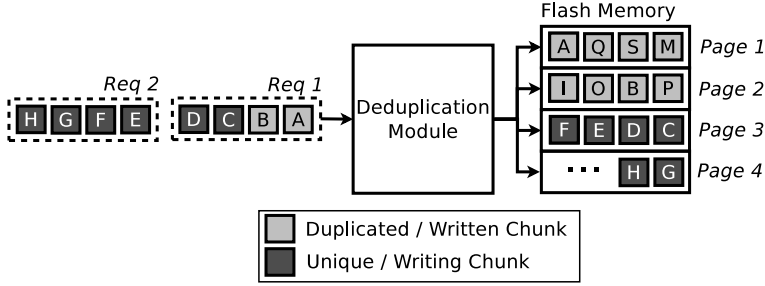 Flash Memory
Req 2
Req 1
H G F E
D C B A
Deduplication
Module
A Q S M
Page 1
I O B P
Page 2
F E D C
Page 3
... H G
Page 4
Duplicated / Written Chunk
Unique / Writing Chunk